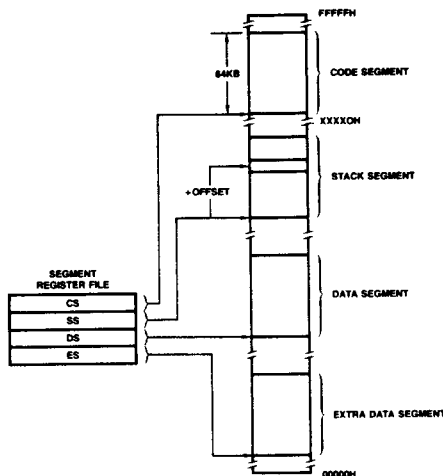 FFFFFH
64KB
CODE SEGMENT
XXXX0H
STACK SEGMENT
+OFFSET
SEGMENT
REGISTER FILE
CS
SS
DS
ES
DATA SEGMENT
EXTRA DATA SEGMENT
00000H